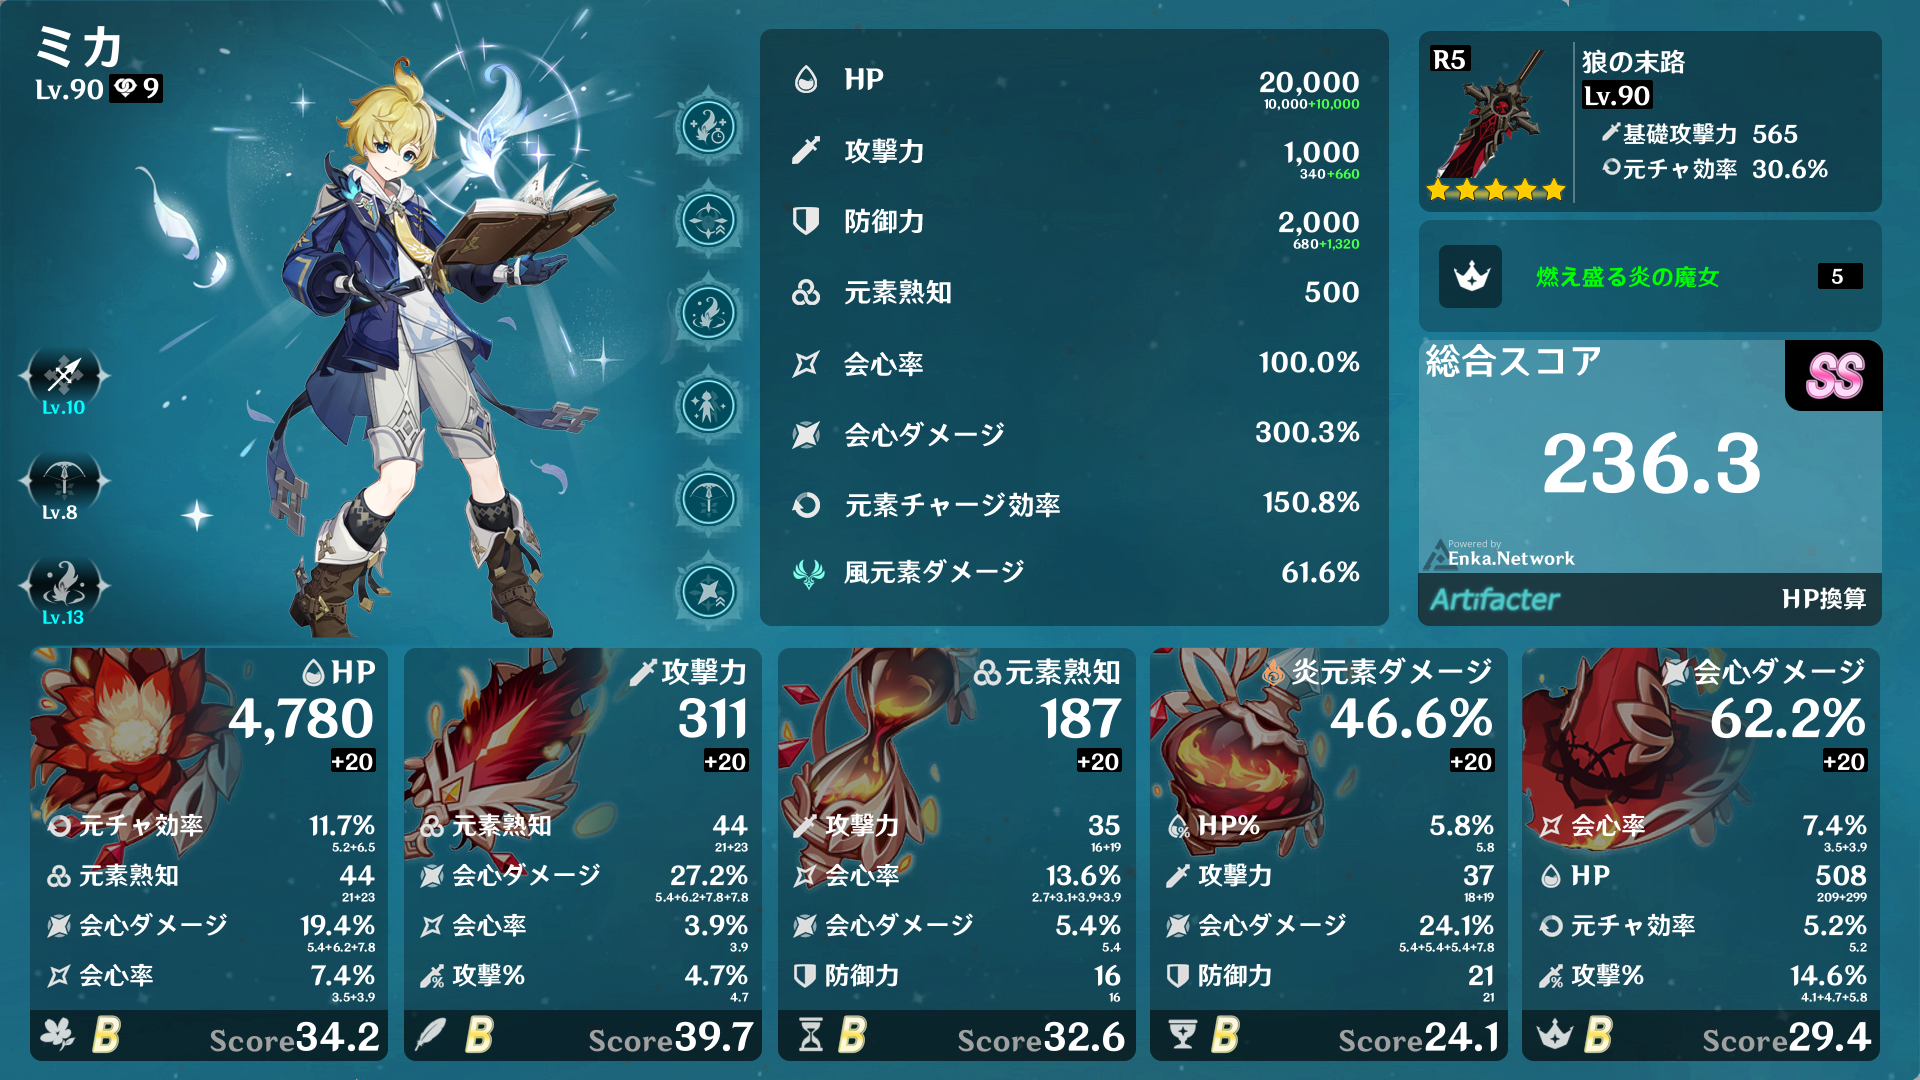 ミカ
Lv.90 9
Lv.10
Lv.8
Lv.13
HP 20,000
10,000+10,000
攻撃力 1,000
340+660
防御力 2,000
680+1,320
元素熟知 500
会心率 100.0%
会心ダメージ 300.3%
元素チャージ効率 150.8%
風元素ダメージ 61.6%
R5
狼の末路
Lv.90
基礎攻撃力 565
元チャ効率 30.6%
燃え盛る炎の魔女 5
総合スコア
SS
236.3
Powered by
Enka.Network
Artifacter HP換算
HP
4,780
+20
元チャ効率 11.7%
5.2+6.5
元素熟知 44
21+23
会心ダメージ 19.4%
5.4+6.2+7.8
会心率 7.4%
3.5+3.9
B Score34.2
攻撃力
311
+20
元素熟知 44
21+23
会心ダメージ 27.2%
5.4+6.2+7.8+7.8
会心率 3.9%
3.9
攻撃% 4.7%
4.7
B Score39.7
元素熟知
187
+20
攻撃力 35
16+19
会心率 13.6%
2.7+3.1+3.9+3.9
会心ダメージ 5.4%
5.4
防御力 16
16
B Score32.6
炎元素ダメージ
46.6%
+20
HP% 5.8%
5.8
攻撃力 37
18+19
会心ダメージ 24.1%
5.4+5.4+5.4+7.8
防御力 21
21
B Score24.1
会心ダメージ
62.2%
+20
会心率 7.4%
3.5+3.9
HP 508
209+299
元チャ効率 5.2%
5.2
攻撃% 14.6%
4.1+4.7+5.8
B Score29.4